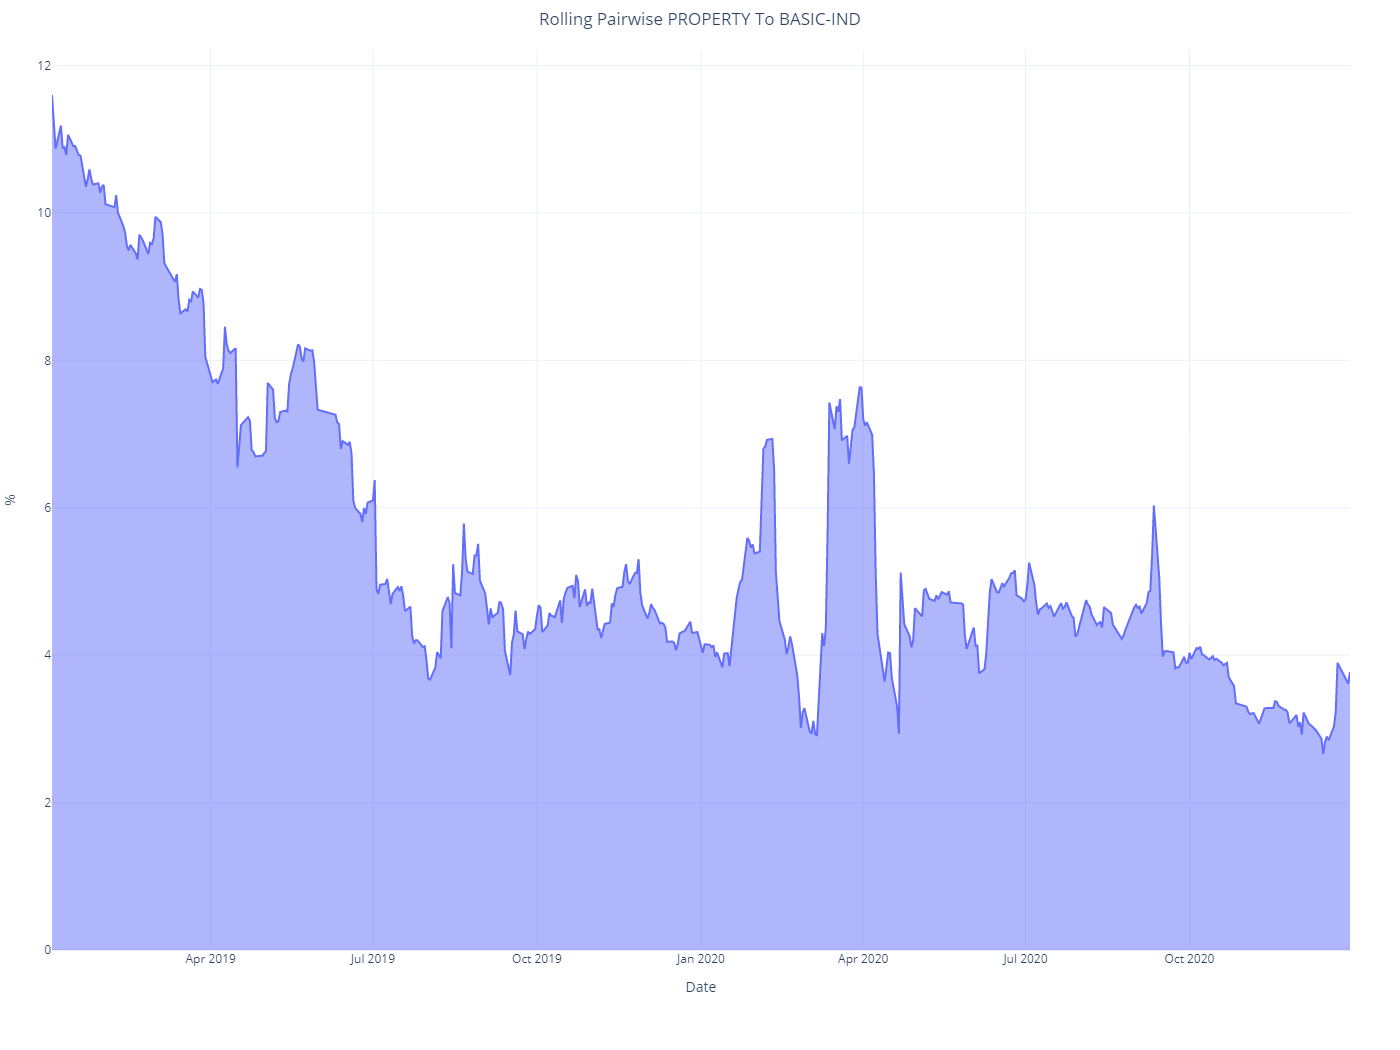 Rolling Pairwise PROPERTY To BASIC-IND
12
10
8
6
4
2
0
%
Apr 2019
Jul 2019
Oct 2019
Jan 2020
Apr 2020
Jul 2020
Oct 2020
Date